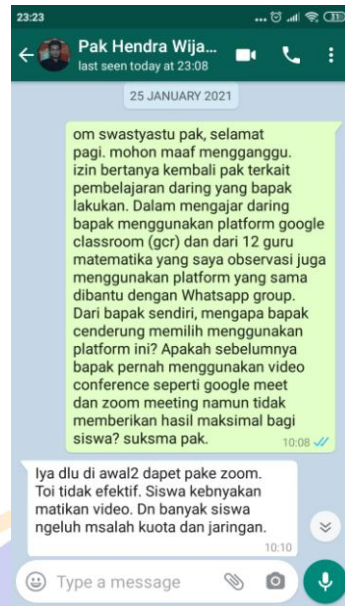 23:23
Pak Hendra Wija...
last seen today at 23:08
25 JANUARY 2021
om swastyastu pak, selamat
pagi. mohon maaf mengganggu.
izin bertanya kembali pak terkait
pembelajaran daring yang bapak
lakukan. Dalam mengajar daring
bapak menggunakan platform google
classroom (gcr) dan dari 12 guru
matematika yang saya observasi juga
menggunakan platform yang sama
dibantu dengan Whatsapp group.
Dari bapak sendiri, mengapa bapak
cenderung memilih menggunakan
platform ini? Apakah sebelumnya
bapak pernah menggunakan video
conference seperti google meet
dan zoom meeting namun tidak
memberikan hasil maksimal bagi
siswa? suksma pak.
10:08
Iya dlu di awal2 dapet pake zoom.
Toi tidak efektif. Siswa kebnyakan
matikan video. Dn banyak siswa
ngeluh msalah kuota dan jaringan.
10:10
Type a message